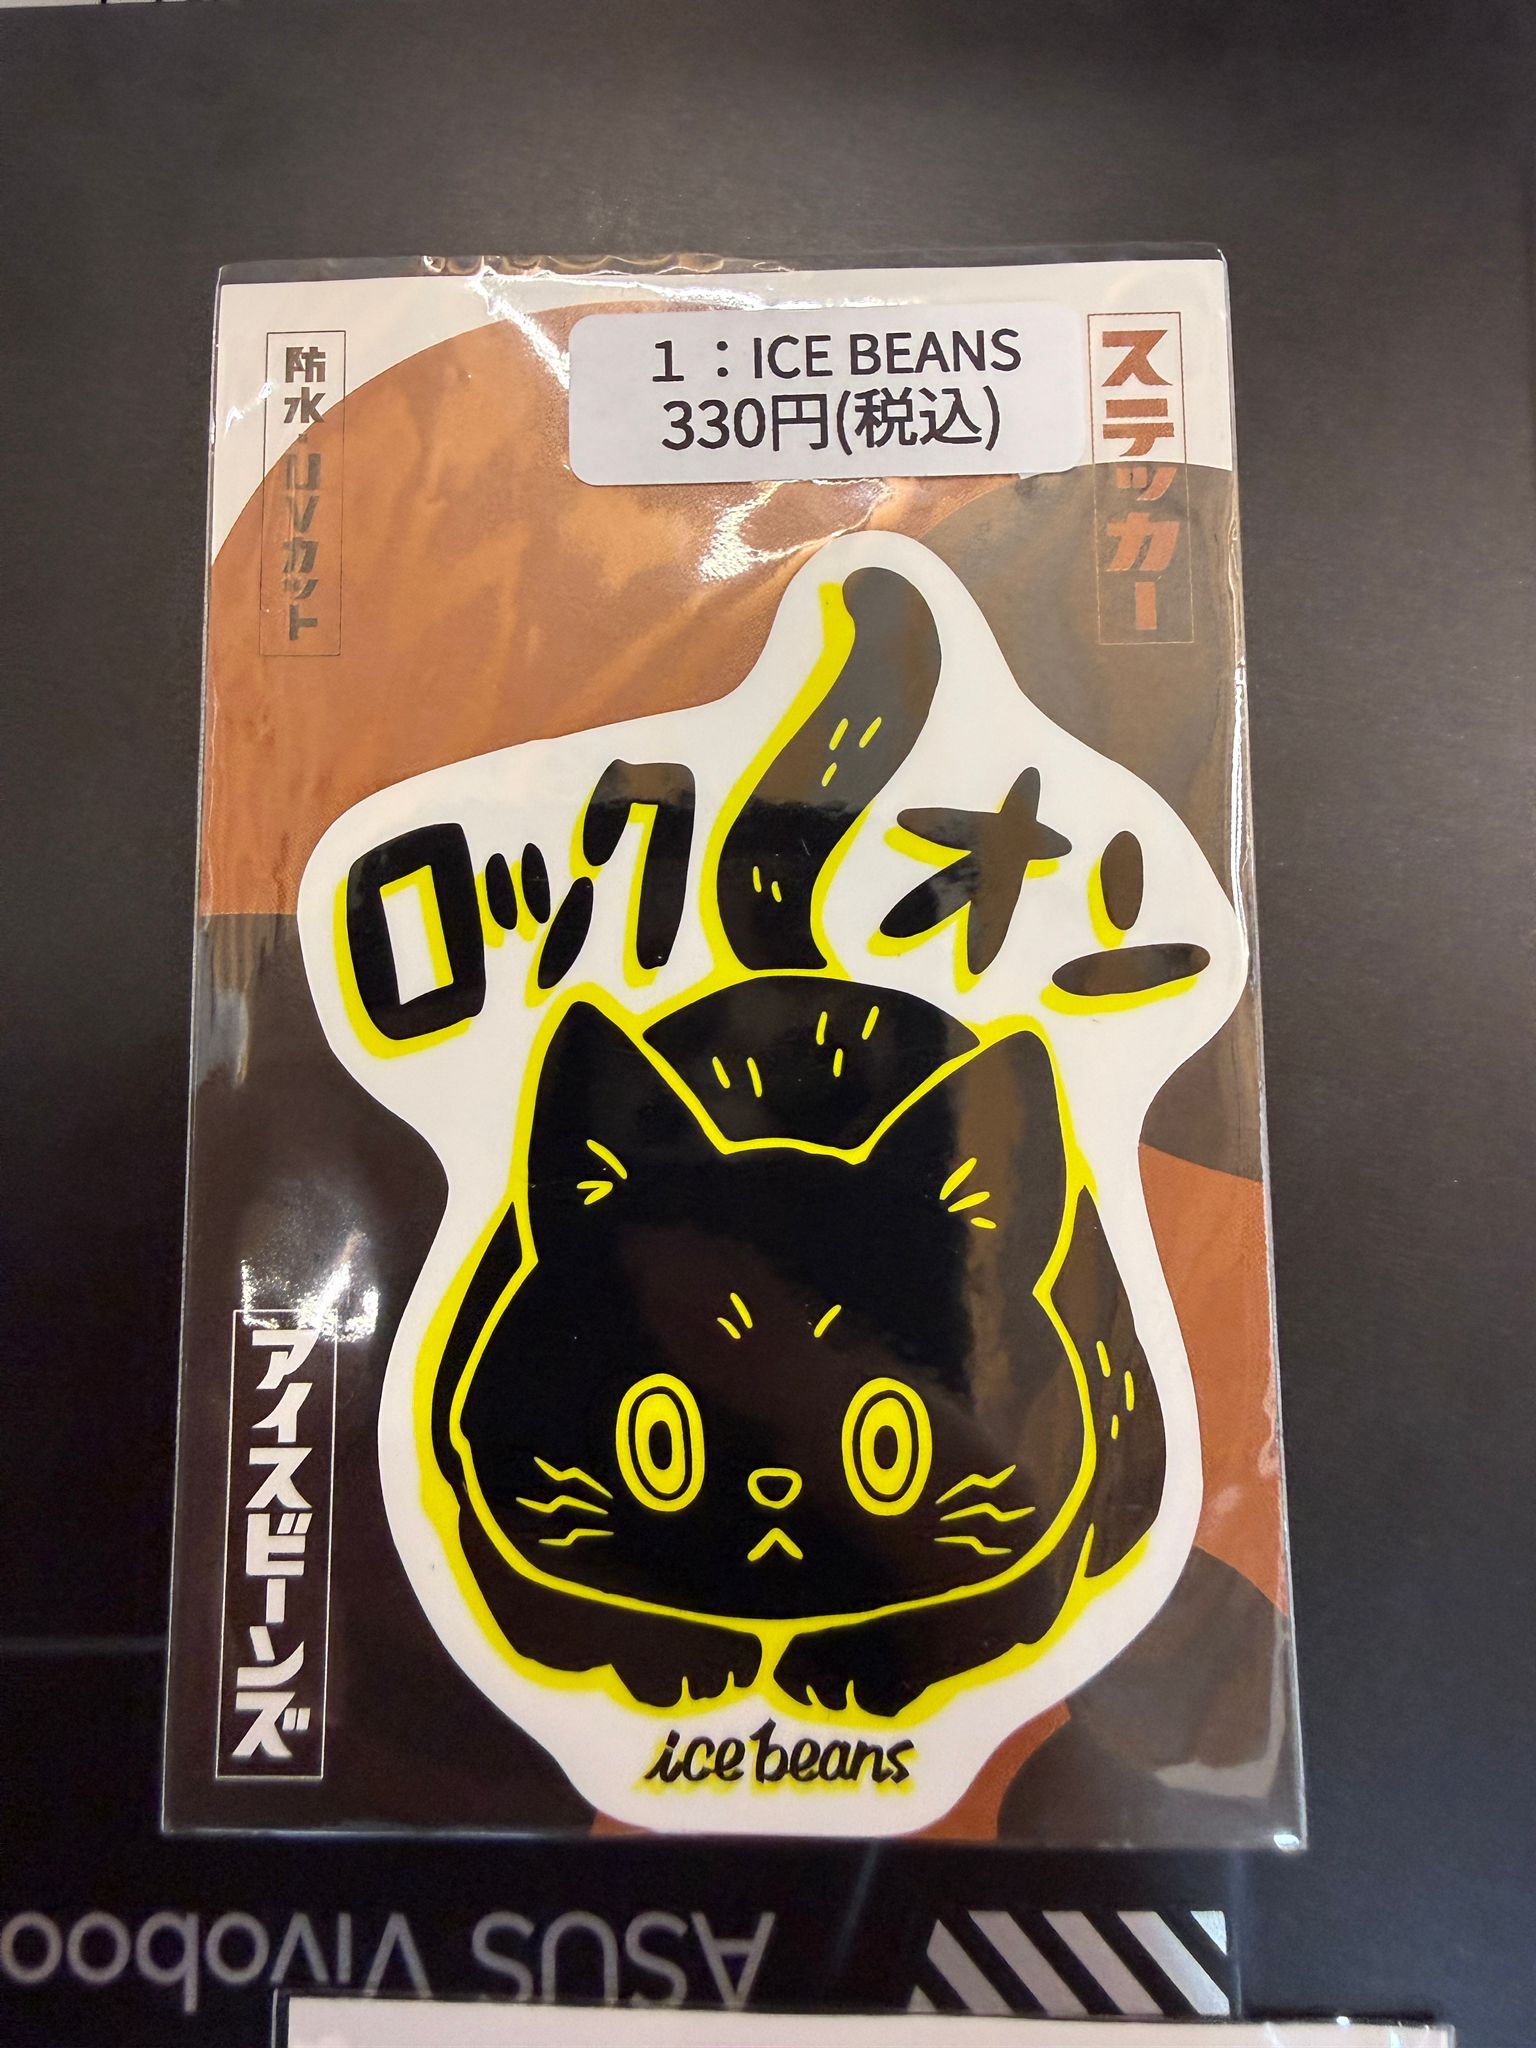 防水・UVカット
1：ICE BEANS
330円(税込)
ステッカー
ロックオン
アイスビーンズ
ice beans
ASUS Vivoboo